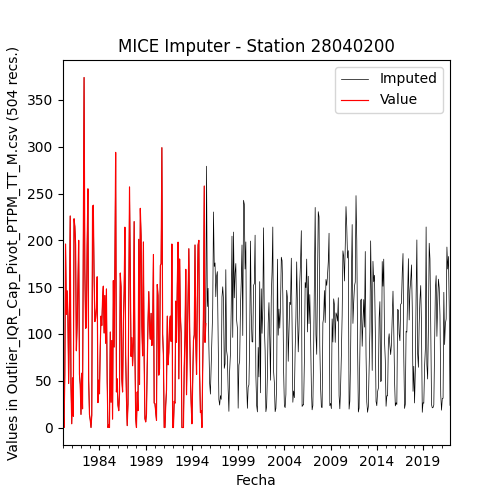 MICE Imputer - Station 28040200
Imputed
Value
Values in Outlier_IQR_Cap_Pivot_PTPM_TT_M.csv (504 recs.)
350
300
250
200
150
100
50
0
1984 1989 1994 1999 2004 2009 2014 2019
Fecha